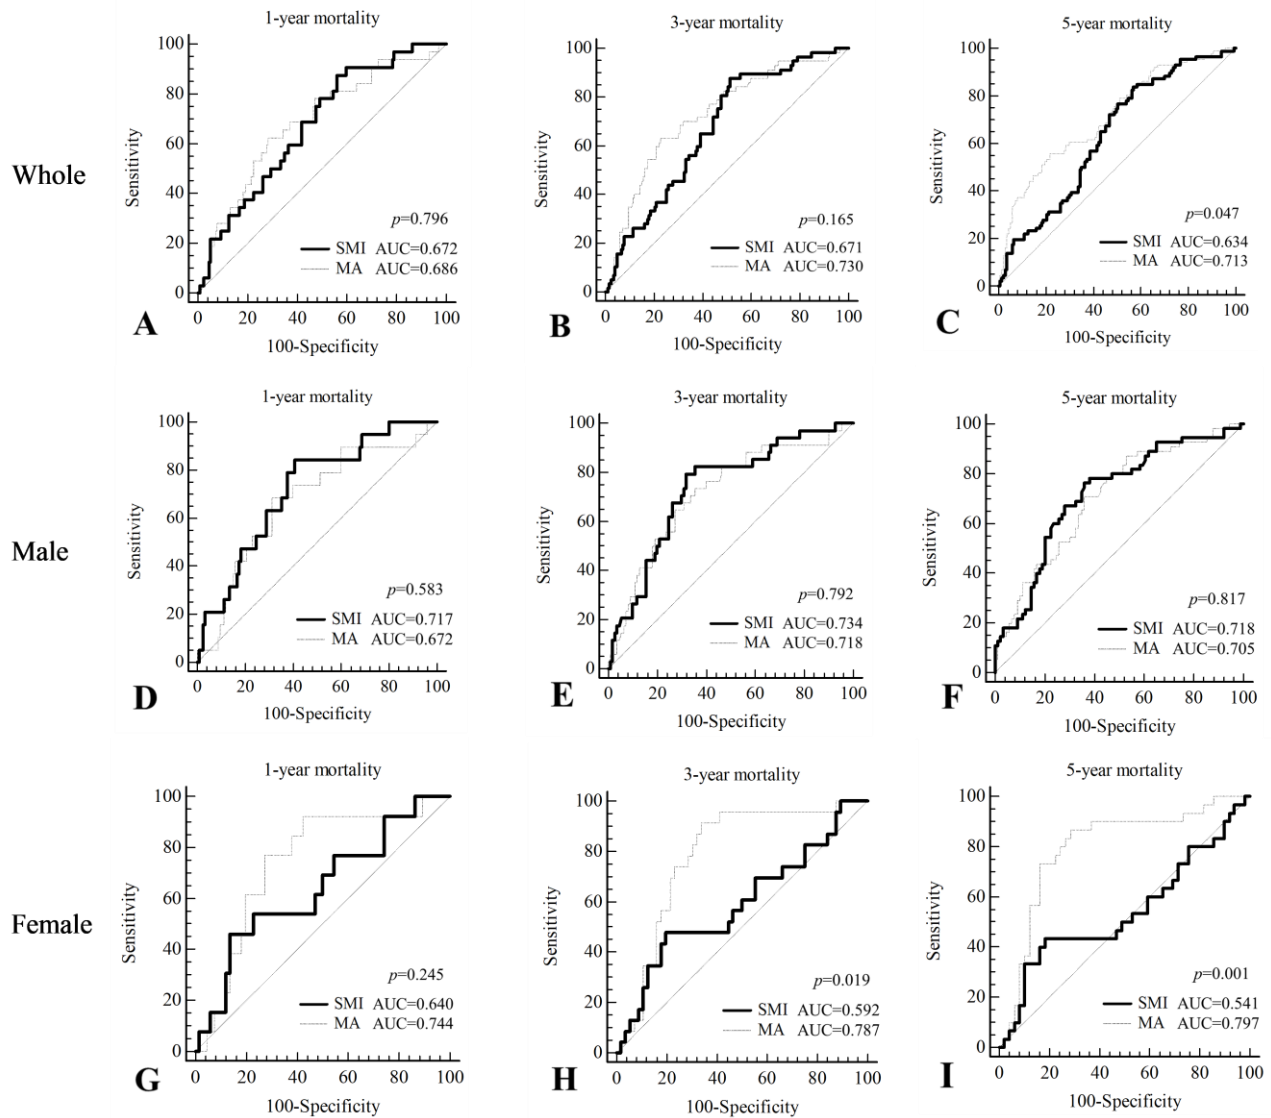 Whole
1-year mortality
Sensitivity
100
80
60
40
20
0
p=0.796
SMI AUC=0.672
MA AUC=0.686
0 20 40 60 80 100
100-Specificity
A
3-year mortality
Sensitivity
100
80
60
40
20
0
p=0.165
SMI AUC=0.671
MA AUC=0.730
0 20 40 60 80 100
100-Specificity
B
5-year mortality
Sensitivity
100
80
60
40
20
0
p=0.047
SMI AUC=0.634
MA AUC=0.713
0 20 40 60 80 100
100-Specificity
C
Male
1-year mortality
Sensitivity
100
80
60
40
20
0
p=0.583
SMI AUC=0.717
MA AUC=0.672
0 20 40 60 80 100
100-Specificity
D
3-year mortality
Sensitivity
100
80
60
40
20
0
p=0.792
SMI AUC=0.734
MA AUC=0.718
0 20 40 60 80 100
100-Specificity
E
5-year mortality
Sensitivity
100
80
60
40
20
0
p=0.817
SMI AUC=0.718
MA AUC=0.705
0 20 40 60 80 100
100-Specificity
F
Female
1-year mortality
Sensitivity
100
80
60
40
20
0
p=0.245
SMI AUC=0.640
MA AUC=0.744
0 20 40 60 80 100
100-Specificity
G
3-year mortality
Sensitivity
100
80
60
40
20
0
p=0.019
SMI AUC=0.592
MA AUC=0.787
0 20 40 60 80 100
100-Specificity
H
5-year mortality
Sensitivity
100
80
60
40
20
0
p=0.001
SMI AUC=0.541
MA AUC=0.797
0 20 40 60 80 100
100-Specificity
I